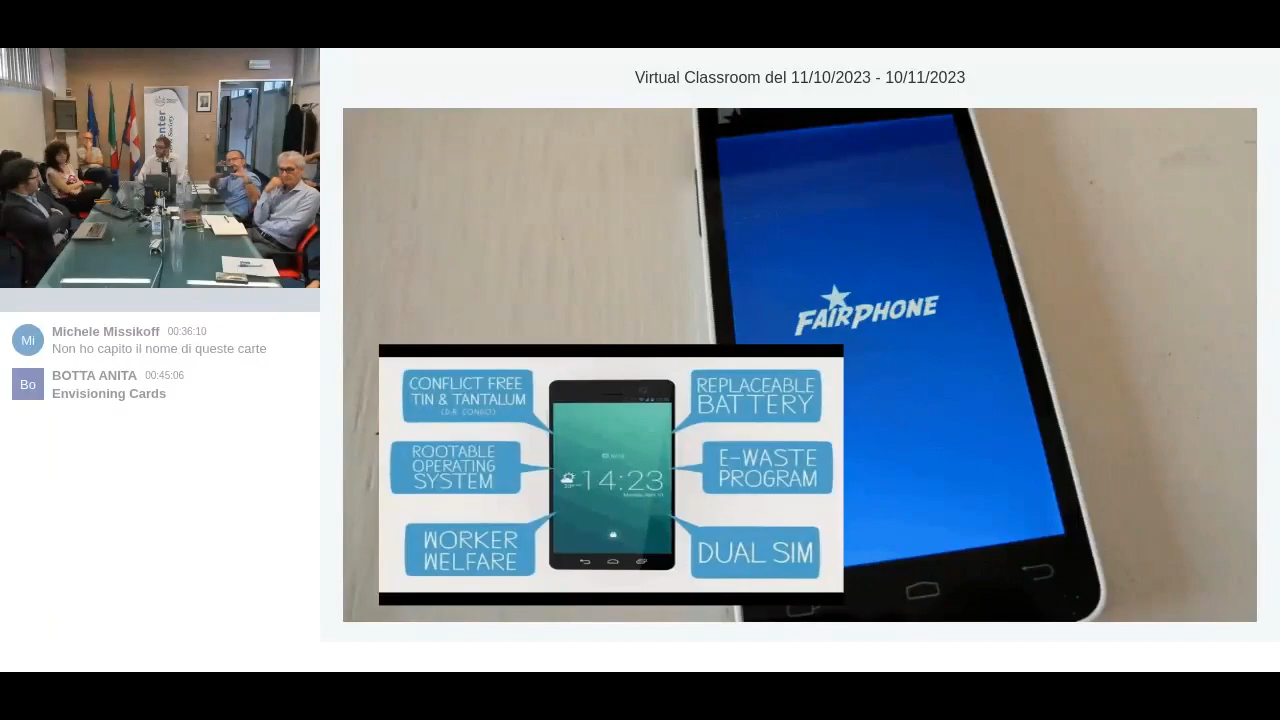 Virtual Classroom del 11/10/2023 - 10/11/2023
Mi
Michele Missikoff 00:36:10
Non ho capito il nome di queste carte
Bo
BOTTA ANITA 00:45:06
Envisioning Cards
FAIRPHONE
CONFLICT FREE
TIN & TANTALUM
(D.R. CONGO)
ROOTABLE
OPERATING
SYSTEM
WORKER
WELFARE
14:23
REPLACEABLE
BATTERY
E-WASTE
PROGRAM
DUAL SIM